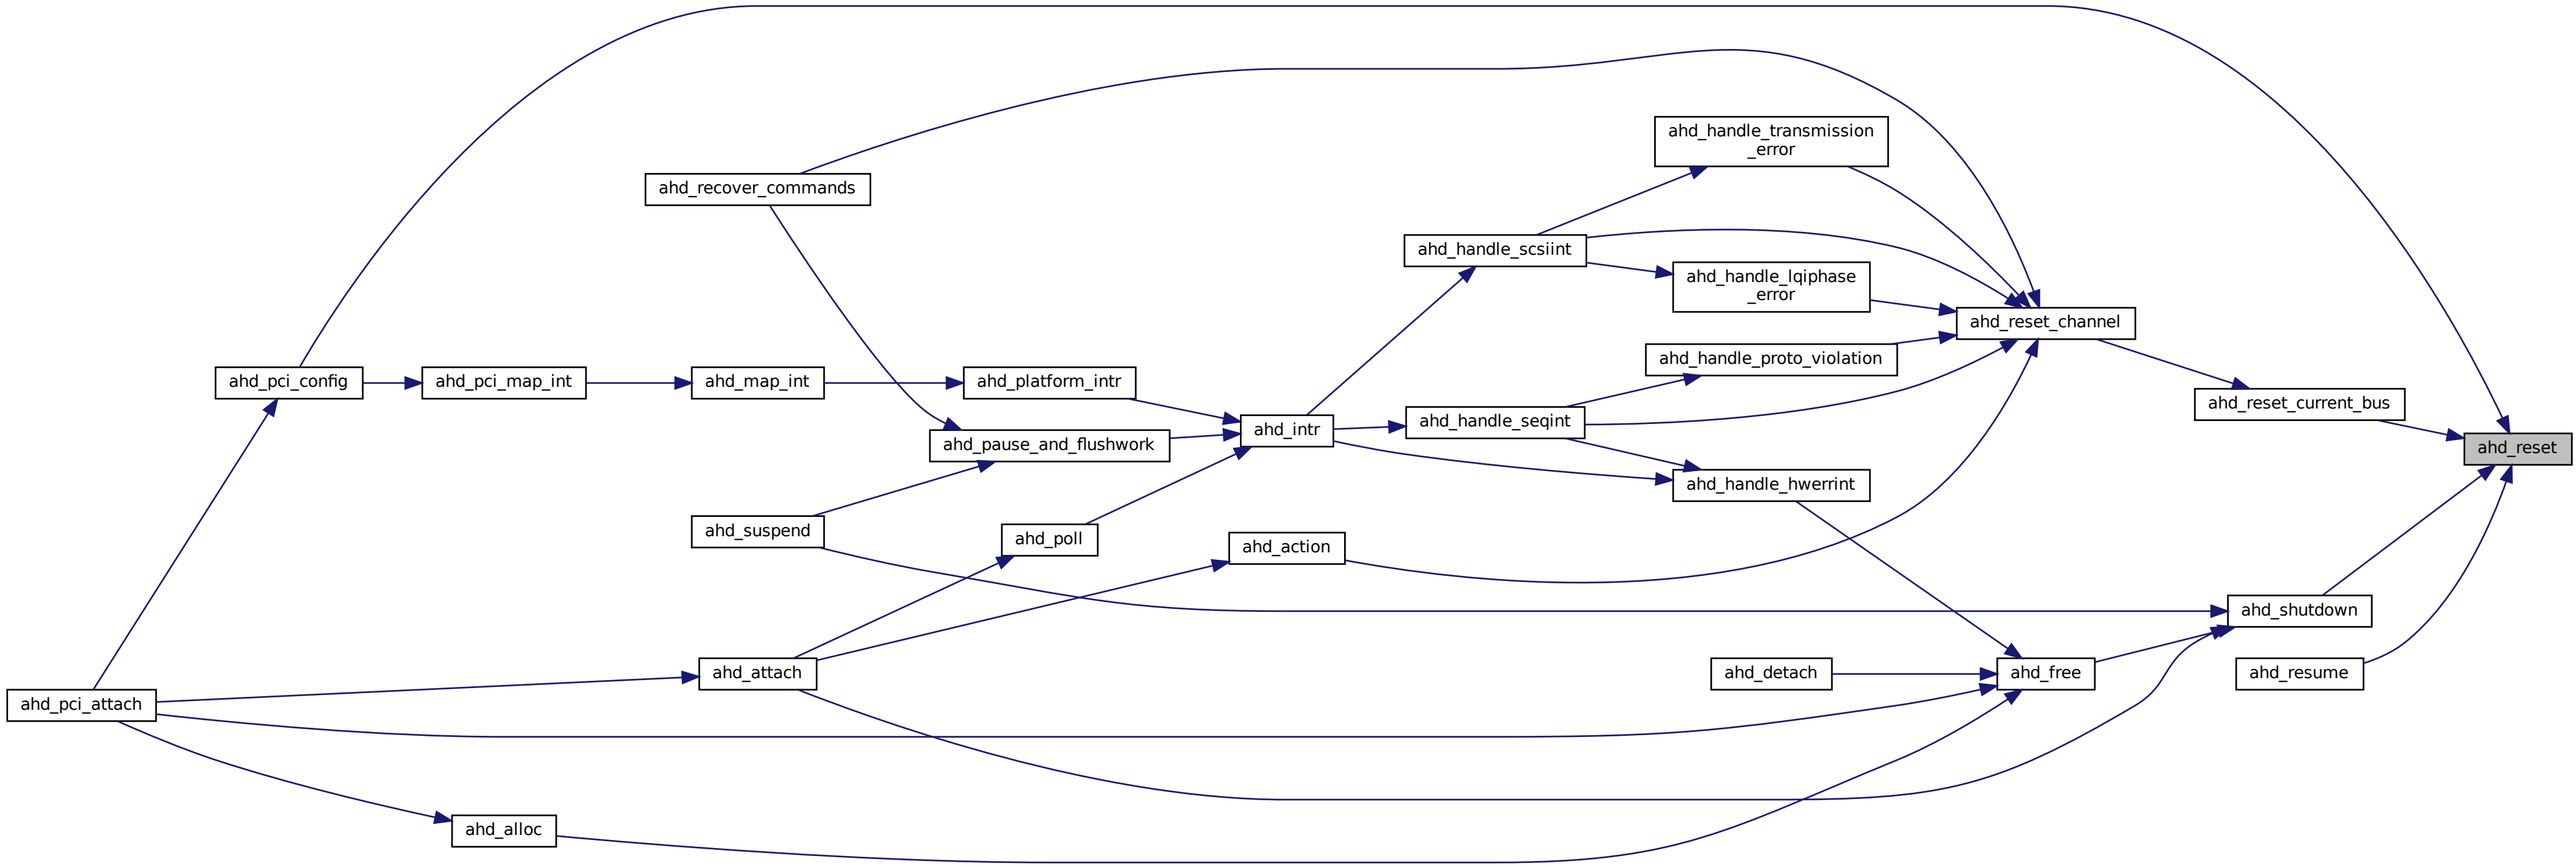 ahd_handle_transmission
_error
ahd_recover_commands
ahd_handle_scsiint
ahd_handle_lqiphase
_error
ahd_reset_channel
ahd_handle_proto_violation
ahd_pci_config
ahd_pci_map_int
ahd_map_int
ahd_platform_intr
ahd_reset_current_bus
ahd_handle_seqint
ahd_intr
ahd_pause_and_flushwork
ahd_reset
ahd_handle_hwerrint
ahd_suspend
ahd_poll
ahd_action
ahd_shutdown
ahd_attach
ahd_detach
ahd_free
ahd_resume
ahd_pci_attach
ahd_alloc